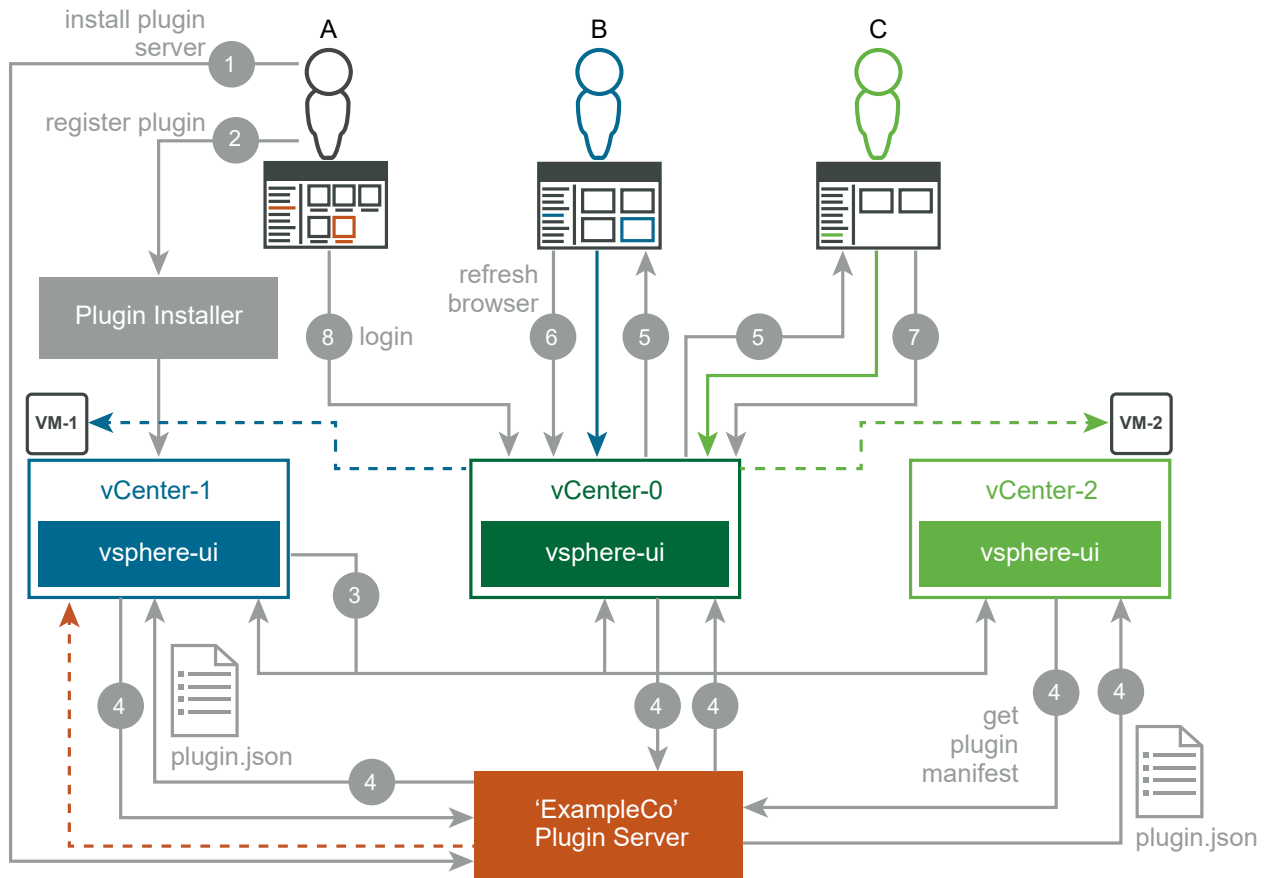 install plugin
server
A
B
C
1
register plugin
2
refresh
browser
Plugin Installer
8
login
6
5
5
7
VM-1
VM-2
vCenter-1
vCenter-0
vCenter-2
vsphere-ui
vsphere-ui
vsphere-ui
3
4
4
4
4
4
get
plugin
manifest
plugin.json
4
‘ExampleCo’
Plugin Server
plugin.json